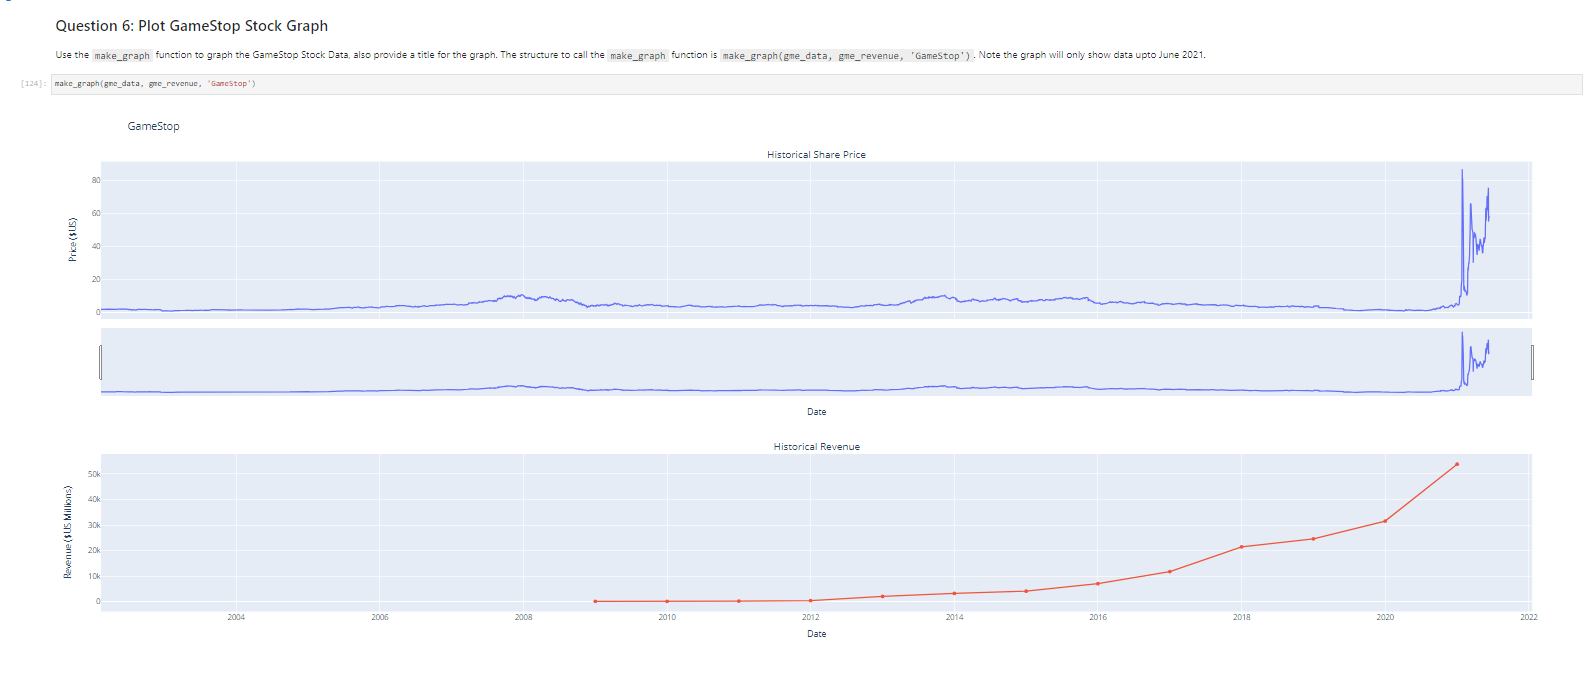 Question 6: Plot GameStop Stock Graph
Use the make_graph function to graph the GameStop Stock Data, also provide a title for the graph. The structure to call the make_graph function is make_graph(gme_data, gme_revenue, 'GameStop'). Note the graph will only show data upto June 2021.
[124]: make_graph(gme_data, gme_revenue, 'GameStop')
GameStop
Historical Share Price
80
60
40
20
0
Price ($US)
Date
Historical Revenue
50k
40k
30k
20k
10k
0
Revenue ($US Millions)
2004 2006 2008 2010 2012 2014 2016 2018 2020 2022
Date